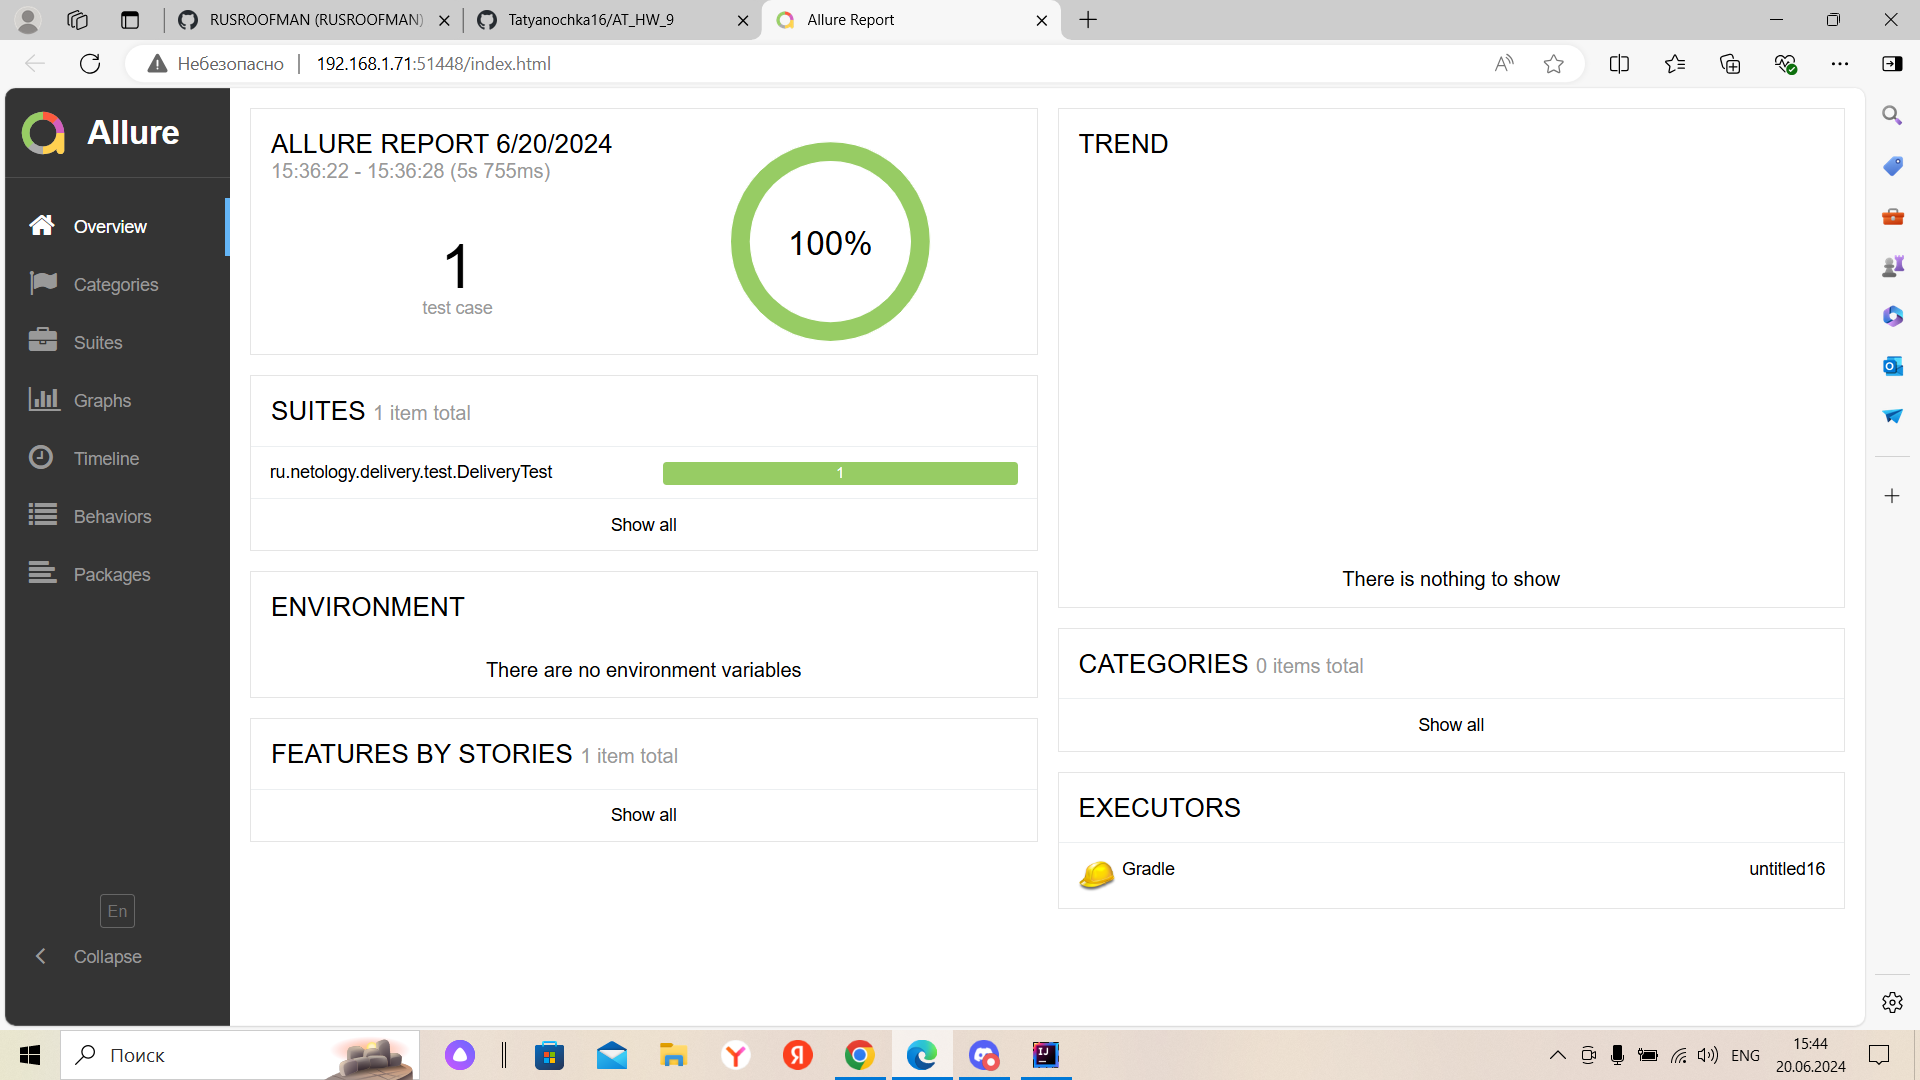 RUSROOFMAN (RUSROOFMAN)
Tatyanochka16/AT_HW_9
Allure Report
Небезопасно
192.168.1.71:51448/index.html
Allure
Overview
Categories
Suites
Graphs
Timeline
Behaviors
Packages
En
Collapse
ALLURE REPORT 6/20/2024
15:36:22 - 15:36:28 (5s 755ms)
1
test case
100%
SUITES 1 item total
ru.netology.delivery.test.DeliveryTest
1
Show all
ENVIRONMENT
There are no environment variables
FEATURES BY STORIES 1 item total
Show all
TREND
There is nothing to show
CATEGORIES 0 items total
Show all
EXECUTORS
Gradle
untitled16
Поиск
ENG
15:44
20.06.2024